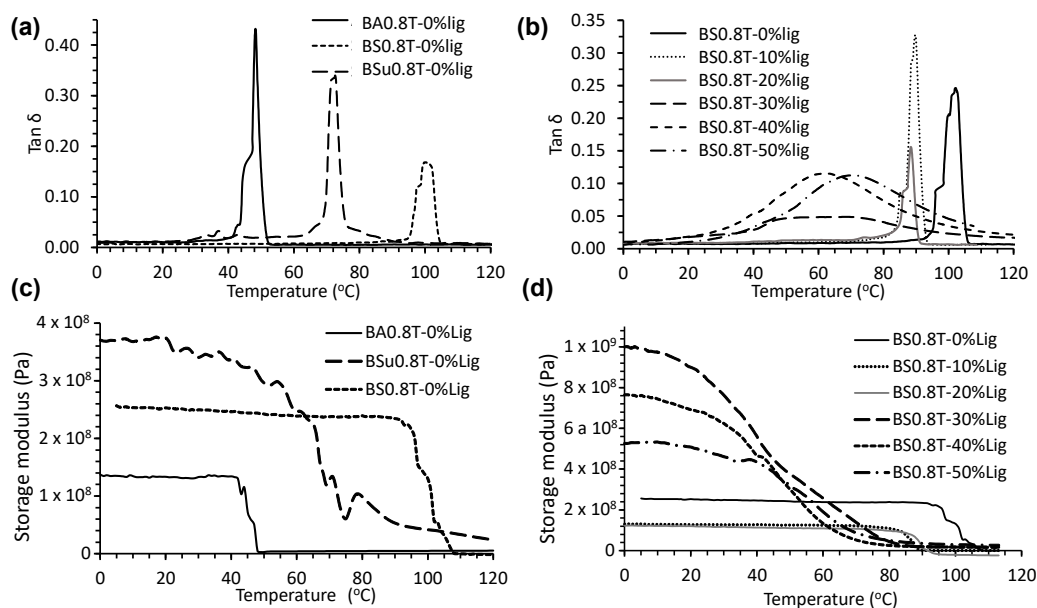 (a)
BA0.8T-0%lig
BS0.8T-0%lig
BSu0.8T-0%lig
0.40
0.30
0.20
0.10
0.00
Tan δ
0 20 40 60 80 100 120
Temperature (°C)
(b)
BS0.8T-0%lig
BS0.8T-10%lig
BS0.8T-20%lig
BS0.8T-30%lig
BS0.8T-40%lig
BS0.8T-50%lig
0.35
0.30
0.25
0.20
0.15
0.10
0.05
0.00
Tan δ
0 20 40 60 80 100 120
Temperature (°C)
(c)
BA0.8T-0%Lig
BSu0.8T-0%Lig
BS0.8T-0%Lig
4 x 10⁸
3 x 10⁸
2 x 10⁸
1 x 10⁸
0
Storage modulus (Pa)
0 20 40 60 80 100 120
Temperature (°C)
(d)
BS0.8T-0%Lig
BS0.8T-10%Lig
BS0.8T-20%Lig
BS0.8T-30%Lig
BS0.8T-40%Lig
BS0.8T-50%Lig
1 x 10⁹
8 x 10⁸
6 x 10⁸
4 x 10⁸
2 x 10⁸
0
Storage modulus (Pa)
0 20 40 60 80 100 120
Temperature (°C)